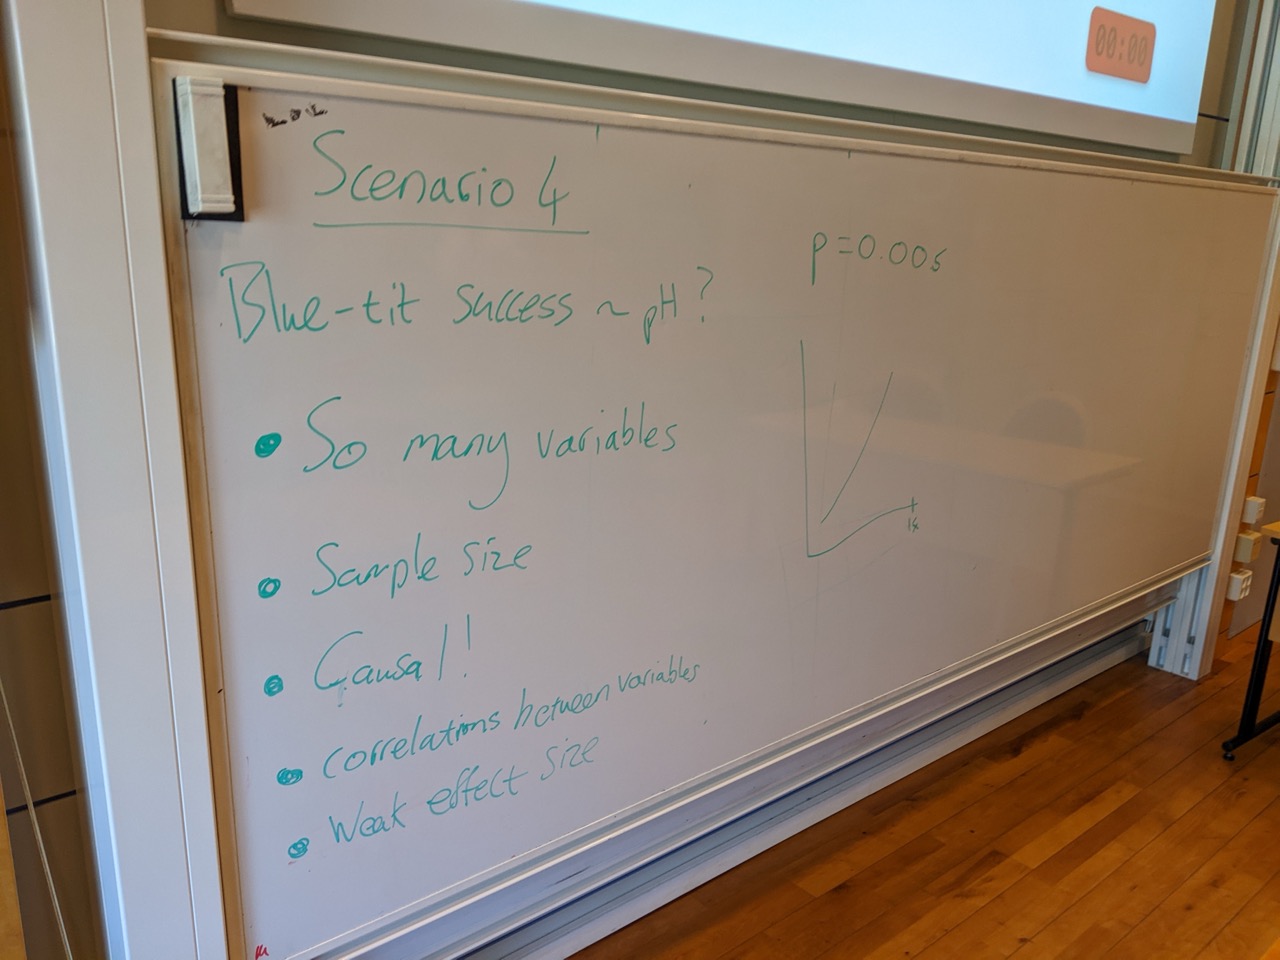 00:00
Scenario 4
Blue-tit success ~ pH?
• So many variables
• Sample size
• Causal!
• correlations between variables
• Weak effect size
p=0.005